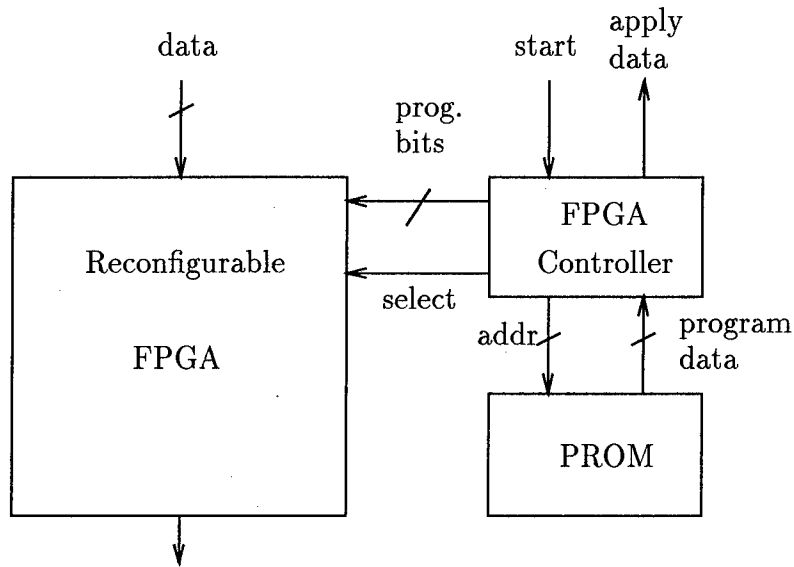 data
start
apply
data
prog.
bits
FPGA
Controller
Reconfigurable
FPGA
select
addr
program
data
PROM